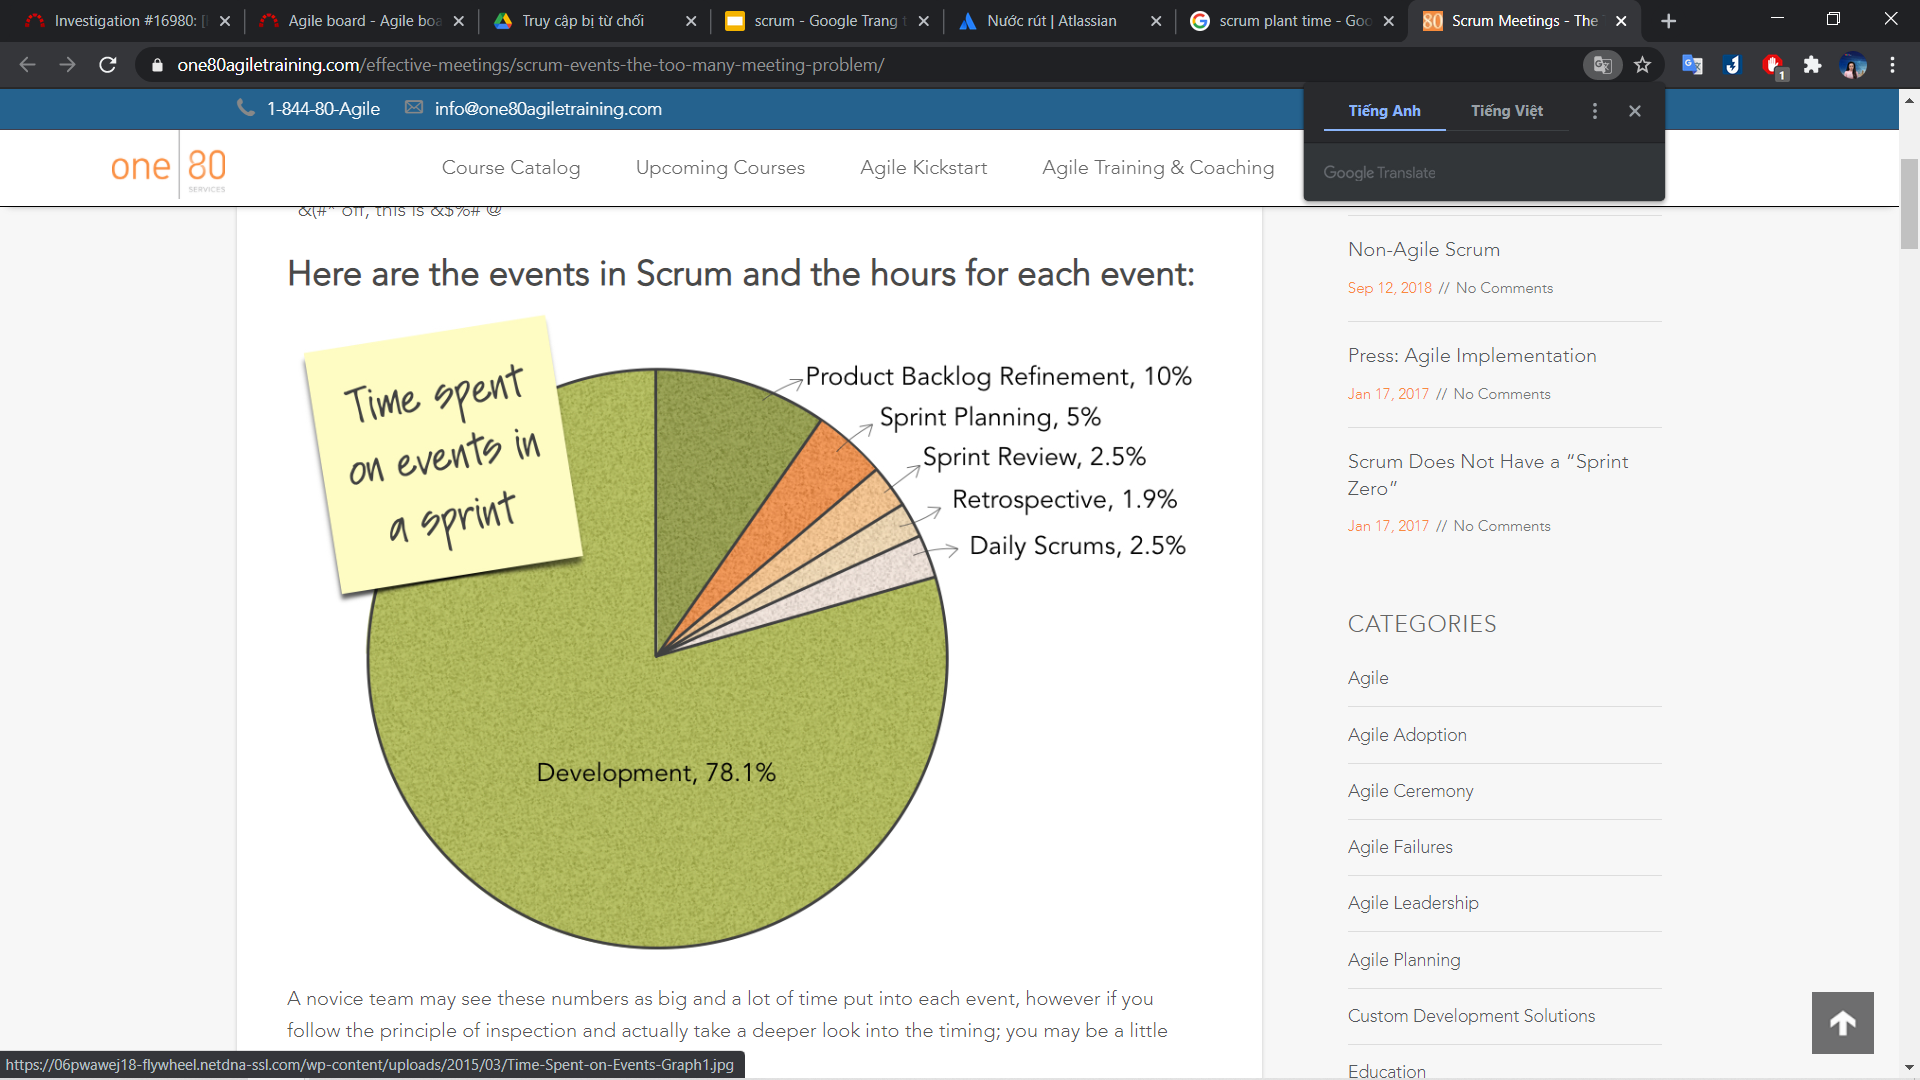 Investigation #16980: [
Agile board - Agile boa
Truy cập bị từ chối
scrum - Google Trang t
Nước rút | Atlassian
scrum plant time - Goo
Scrum Meetings - The
one80agiletraining.com/effective-meetings/scrum-events-the-too-many-meeting-problem/
1
1-844-80-Agile
info@one80agiletraining.com
Tiếng Anh
Tiếng Việt
Google Translate
one 80
SERVICES
Course Catalog
Upcoming Courses
Agile Kickstart
Agile Training & Coaching
&(#* off, this is &$%# @
Here are the events in Scrum and the hours for each event:
Time spent
on events in
a sprint
Product Backlog Refinement, 10%
Sprint Planning, 5%
Sprint Review, 2.5%
Retrospective, 1.9%
Daily Scrums, 2.5%
Development, 78.1%
A novice team may see these numbers as big and a lot of time put into each event, however if you
follow the principle of inspection and actually take a deeper look into the timing; you may be a little
Non-Agile Scrum
Sep 12, 2018 // No Comments
Press: Agile Implementation
Jan 17, 2017 // No Comments
Scrum Does Not Have a “Sprint
Zero”
Jan 17, 2017 // No Comments
CATEGORIES
Agile
Agile Adoption
Agile Ceremony
Agile Failures
Agile Leadership
Agile Planning
Custom Development Solutions
Education
https://06pwawej18-flywheel.netdna-ssl.com/wp-content/uploads/2015/03/Time-Spent-on-Events-Graph1.jpg